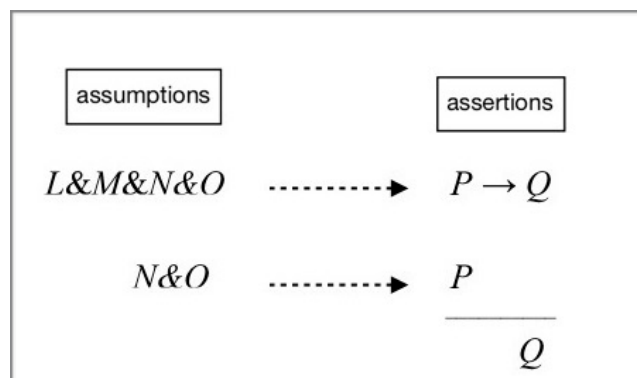 assumptions assertions
L&M&N&O P → Q
N&O P
Q